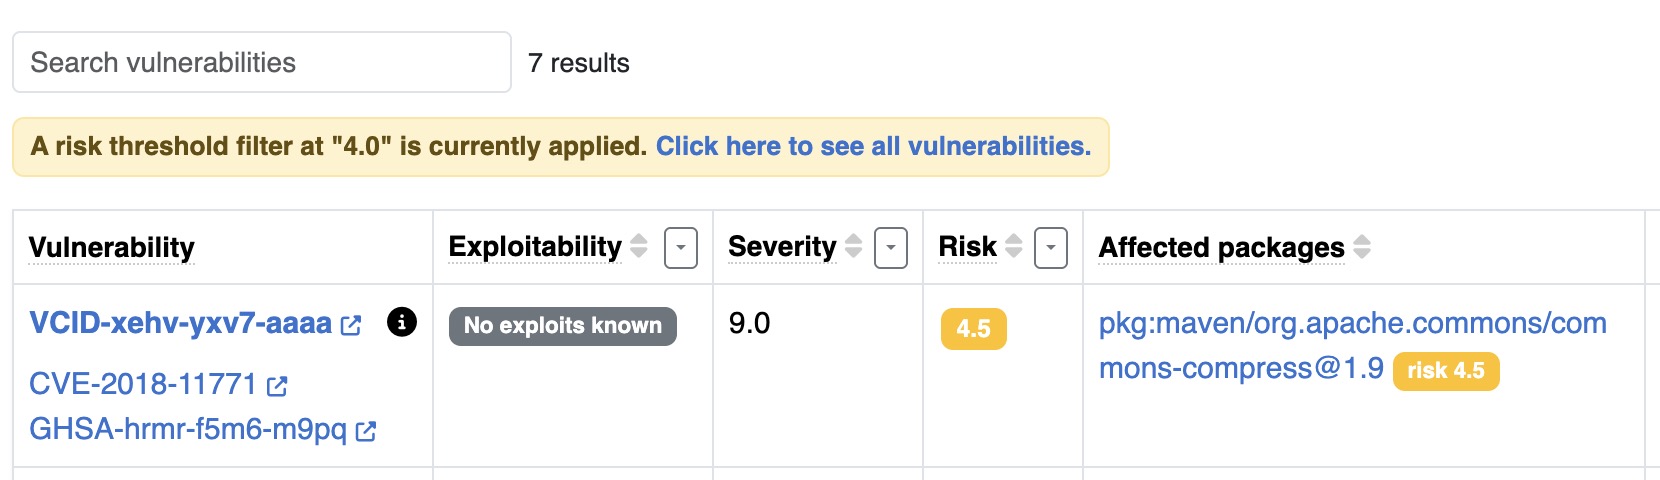 Search vulnerabilities
7 results
A risk threshold filter at "4.0" is currently applied. Click here to see all vulnerabilities.
Vulnerability Exploitability Severity Risk Affected packages
VCID-xehv-yxv7-aaaa No exploits known 9.0 4.5 pkg:maven/org.apache.commons/com
mons-compress@1.9 risk 4.5
CVE-2018-11771
GHSA-hrmr-f5m6-m9pq